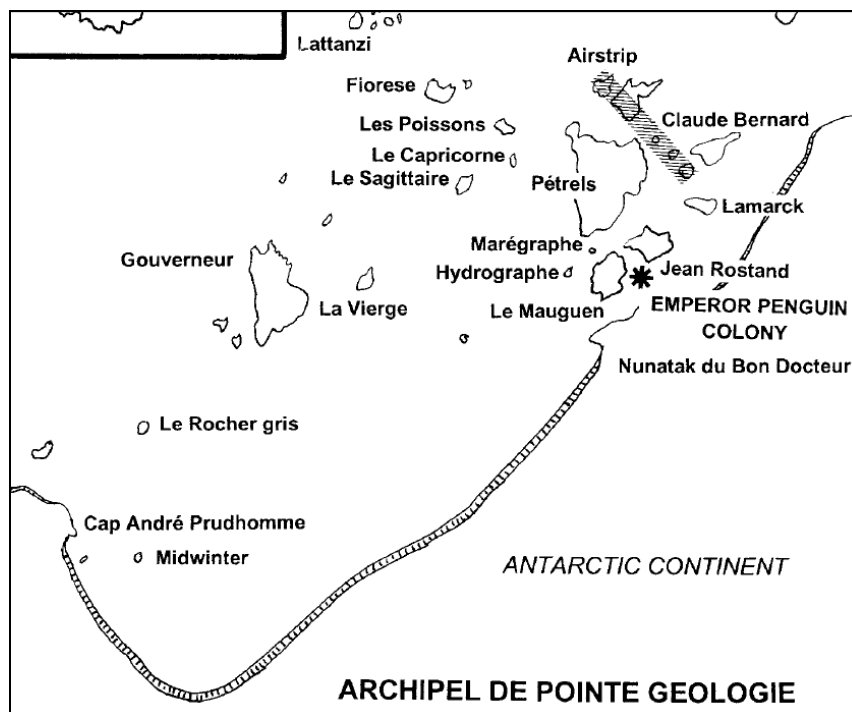 Lattanzi
Airstrip
Fiorese
Les Poissons
Claude Bernard
Le Capricorne
Le Sagittaire
Pétrels
Lamarck
Marégraphe
Gouverneur
Hydrographe
Jean Rostand
La Vierge
Le Mauguen
EMPEROR PENGUIN
COLONY
Nunatak du Bon Docteur
Le Rocher gris
Cap André Prudhomme
Midwinter
ANTARCTIC CONTINENT
ARCHIPEL DE POINTE GEOLOGIE